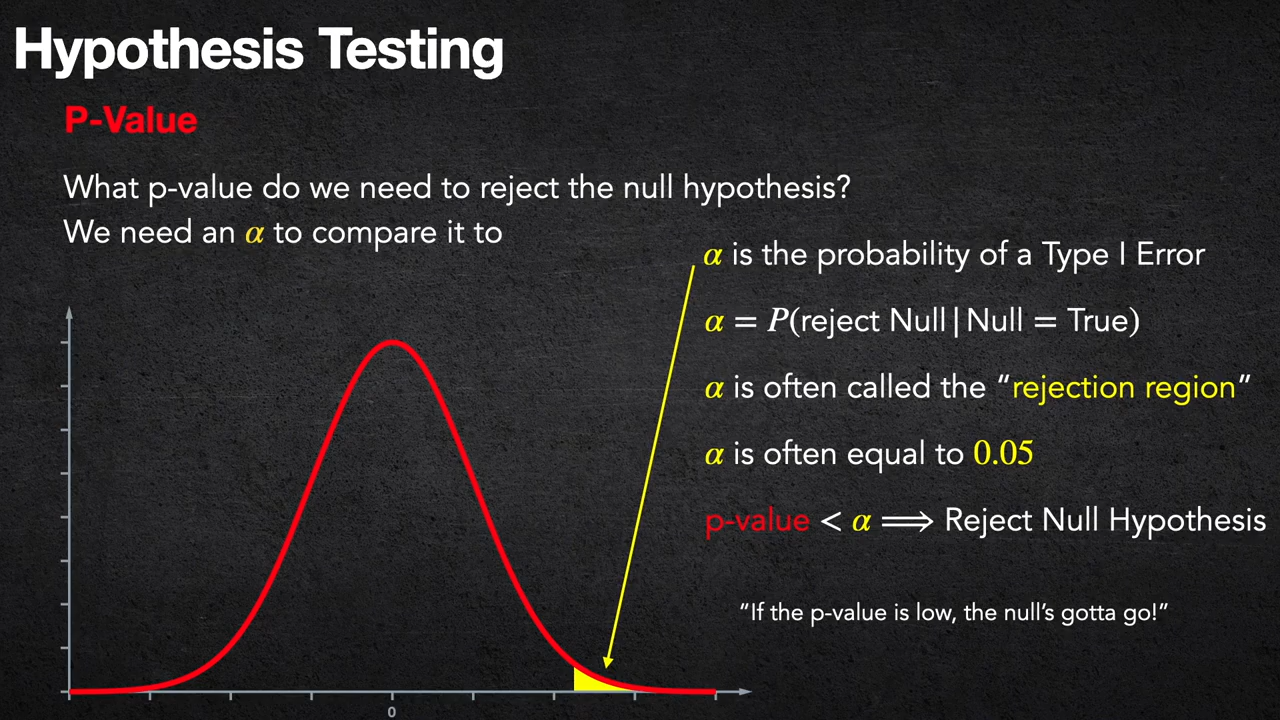 Hypothesis Testing
P-Value
What p-value do we need to reject the null hypothesis?
We need an α to compare it to
α is the probability of a Type I Error
α = P(reject Null | Null = True)
α is often called the “rejection region”
α is often equal to 0.05
p-value < α ⟹ Reject Null Hypothesis
“If the p-value is low, the null’s gotta go!”
0